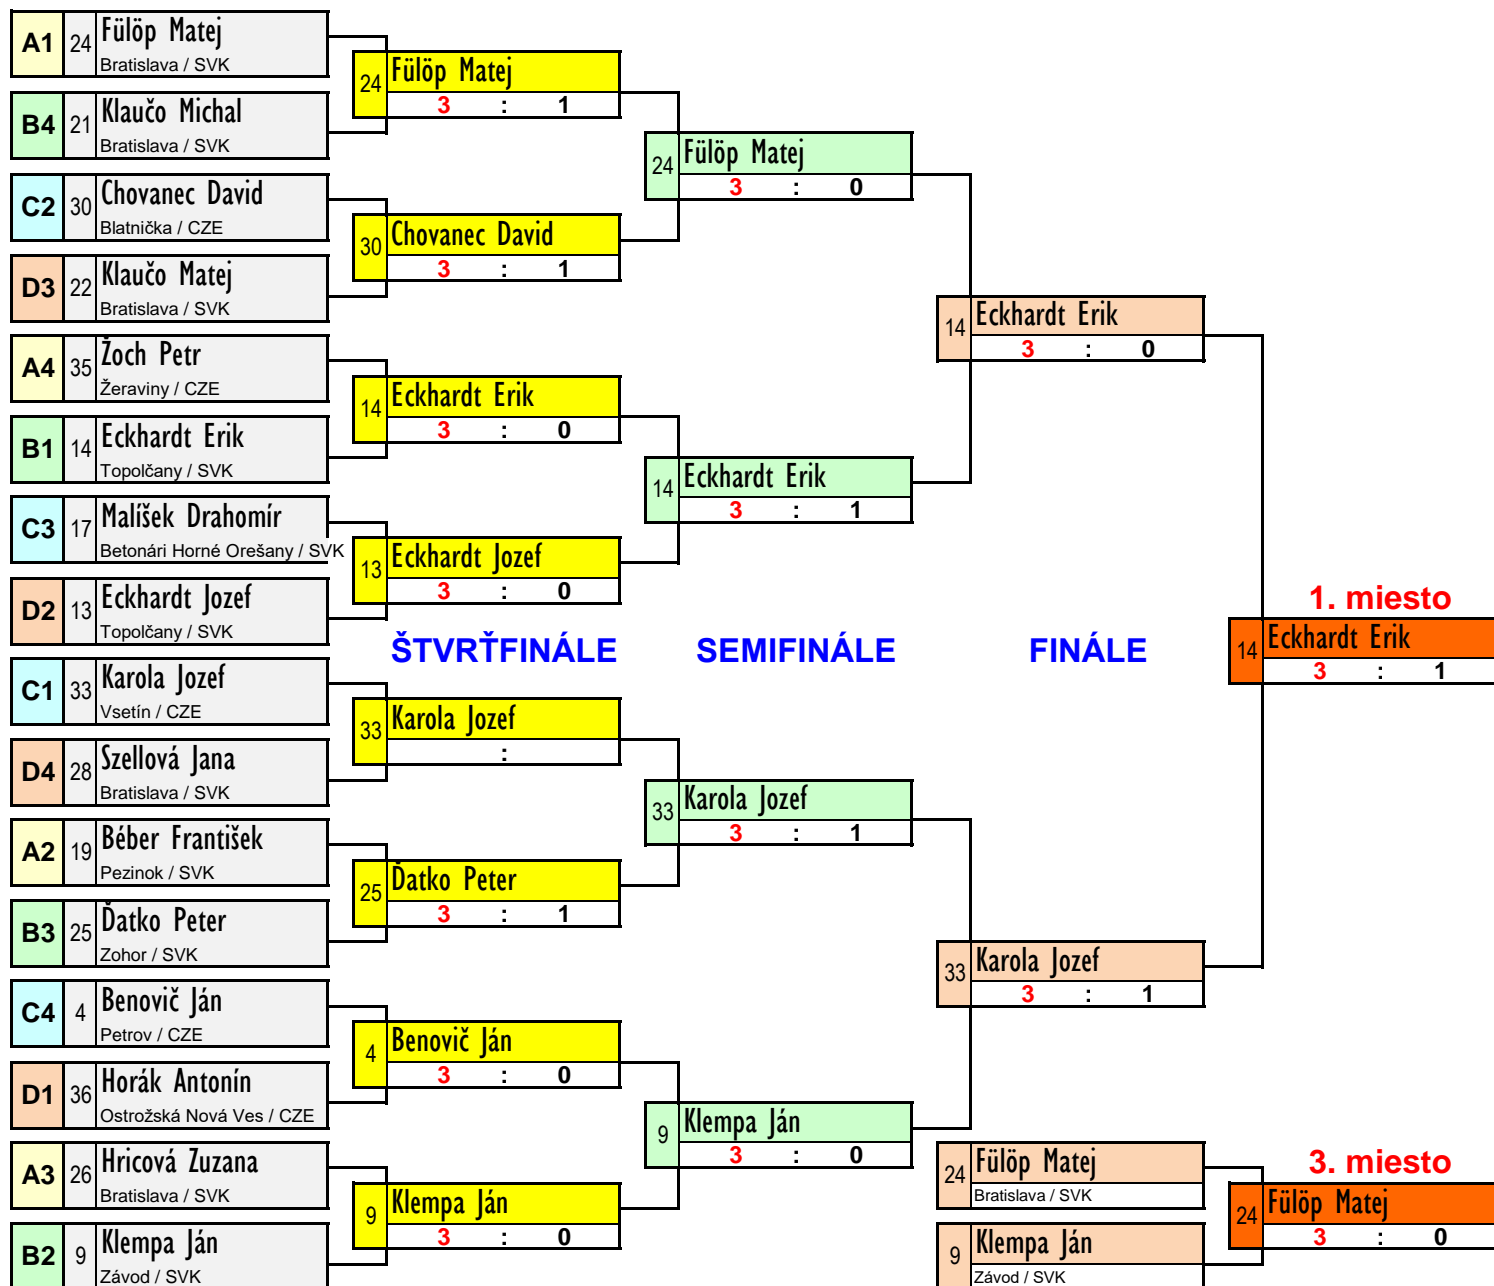 A1 24 Fülöp Matej
Bratislava / SVK
B4 21 Klaučo Michal
Bratislava / SVK
C2 30 Chovanec David
Blatnička / CZE
D3 22 Klaučo Matej
Bratislava / SVK
A4 35 Žoch Petr
Žeraviny / CZE
B1 14 Eckhardt Erik
Topolčany / SVK
C3 17 Malíšek Drahomír
Betonári Horné Orešany / SVK
D2 13 Eckhardt Jozef
Topolčany / SVK
C1 33 Karola Jozef
Vsetín / CZE
D4 28 Szellová Jana
Bratislava / SVK
A2 19 Béber František
Pezinok / SVK
B3 25 Ďatko Peter
Zohor / SVK
C4 4 Benovič Ján
Petrov / CZE
D1 36 Horák Antonín
Ostrožská Nová Ves / CZE
A3 26 Hricová Zuzana
Bratislava / SVK
B2 9 Klempa Ján
Závod / SVK
24 Fülöp Matej
3 : 1
30 Chovanec David
3 : 1
14 Eckhardt Erik
3 : 0
13 Eckhardt Jozef
3 : 0
ŠTVRŤFINÁLE
33 Karola Jozef
:
25 Ďatko Peter
3 : 1
4 Benovič Ján
3 : 0
9 Klempa Ján
3 : 0
24 Fülöp Matej
3 : 0
14 Eckhardt Erik
3 : 1
SEMIFINÁLE
33 Karola Jozef
3 : 1
9 Klempa Ján
3 : 0
14 Eckhardt Erik
3 : 0
FINÁLE
33 Karola Jozef
3 : 1
24 Fülöp Matej
Bratislava / SVK
9 Klempa Ján
Závod / SVK
1. miesto
14 Eckhardt Erik
3 : 1
3. miesto
24 Fülöp Matej
3 : 0